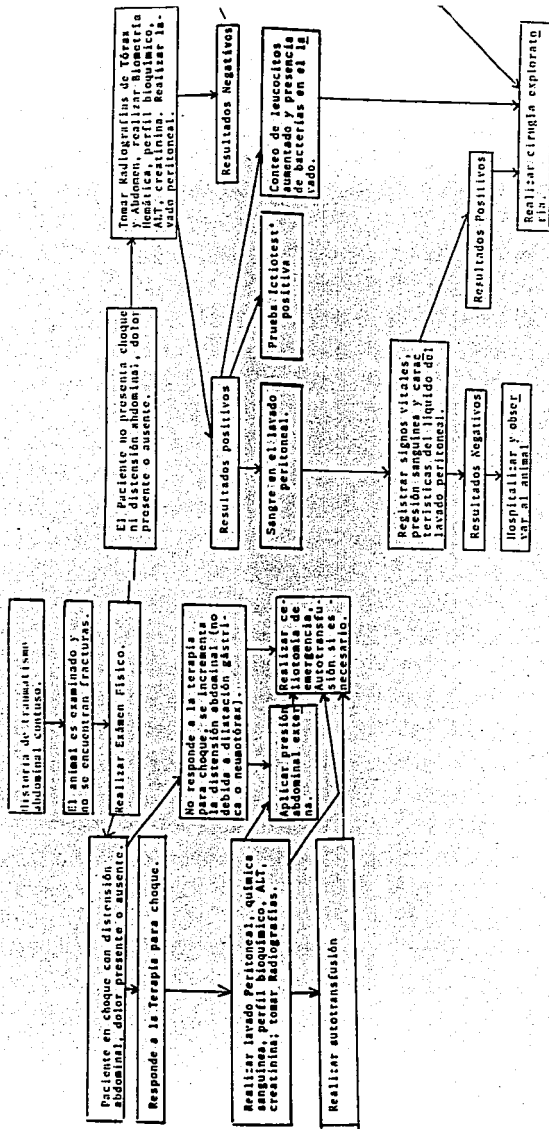 Historia de traumatismo
abdominal contuso.
El animal es examinado y
no se encuentran fracturas.
Realizar Exámen Físico.
Paciente en choque con distensión
abdominal, dolor presente o ausente.
Responde a la Terapia para choque.
No responde a la terapia
para choque, se incrementa
la distensión abdominal (no
debida a dilatación gástri-
ca o neumotórax).
Realizar lavado Peritoneal, química
sanguínea, perfil bioquímico, ALT,
creatinina; tomar Radiografías.
Aplicar presión
abdominal exter
na.
Realizar ce-
liotomía de
emergencia.
Autotransfu-
sión si es
necesario.
Realizar autotransfusión
El Paciente no presenta choque
ni distensión abdominal, dolor
presente o ausente.
Tomar Radiografías de Tórax
y Abdomen, realizar Biometría
Hemática, perfil bioquímico,
ALT, creatinina. Realizar la-
vado peritoneal.
Resultados positivos
Resultados Negativos
Sangre en el lavado
peritoneal.
Prueba Ictiotest*
positiva
Conteo de leucocitos
aumentado y presencia
de bacterias en el la
vado.
Registrar signos vitales,
presión sanguínea y carac
terísticas del líquido del
lavado peritoneal.
Resultados Negativos
Resultados Positivos
Hospitalizar y obser
var al animal
Realizar cirugía explorato
ria.